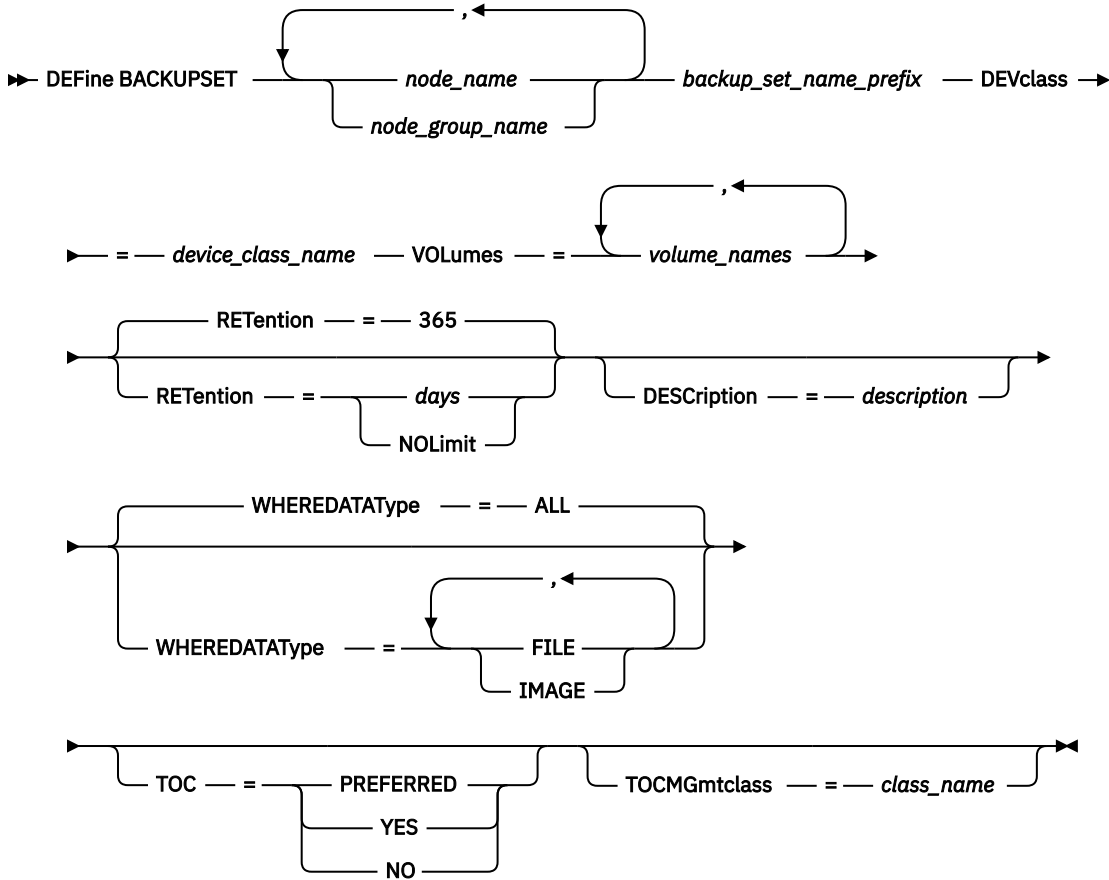 ,
DEFine BACKUPSET node_name backup_set_name_prefix DEVclass
node_group_name
,
= device_class_name VOLumes = volume_names
RETention = 365
RETention = days DESCription = description
NOLimit
WHEREDATAType = ALL
,
WHEREDATAType = FILE
IMAGE
TOC = PREFERRED TOCMGmtclass = class_name
YES
NO